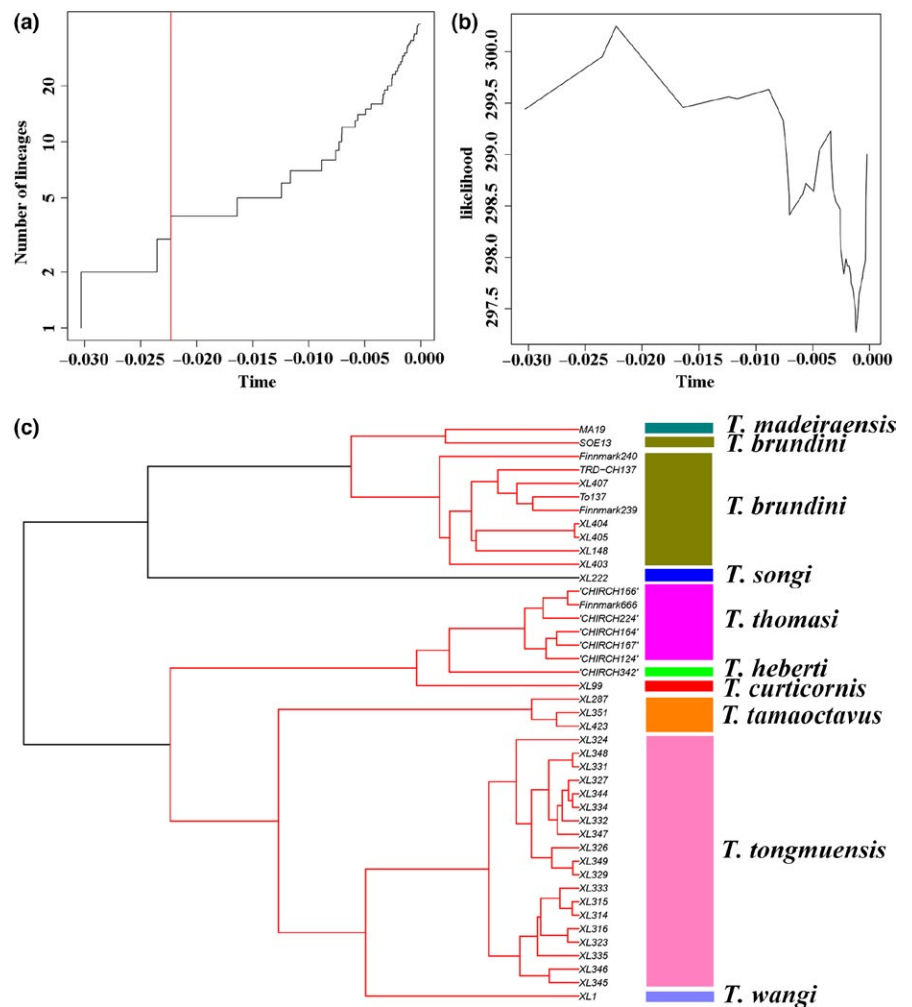 (a)
Number of lineages
1 2 5 10 20
−0.030 −0.025 −0.020 −0.015 −0.010 −0.005 0.000
Time
(b)
likelihood
297.5 298.0 298.5 299.0 299.5 300.0
−0.030 −0.025 −0.020 −0.015 −0.010 −0.005 0.000
Time
(c)
MA19 T. madeiraensis
SOE13 T. brundini
Finnmark240
TRD−CH137
XL407
To137
Finnmark239
T. brundini
XL404
XL405
XL148
XL403
XL222 T. songi
'CHIRCH166'
Finnmark666
'CHIRCH224'
T. thomasi
'CHIRCH164'
'CHIRCH167'
'CHIRCH124'
'CHIRCH342' T. heberti
XL99 T. curticornis
XL287
XL351 T. tamaoctavus
XL423
XL324
XL348
XL331
XL327
XL344
XL334
XL332
XL347
XL326
T. tongmuensis
XL349
XL329
XL333
XL315
XL314
XL316
XL323
XL335
XL346
XL345
XL1 T. wangi